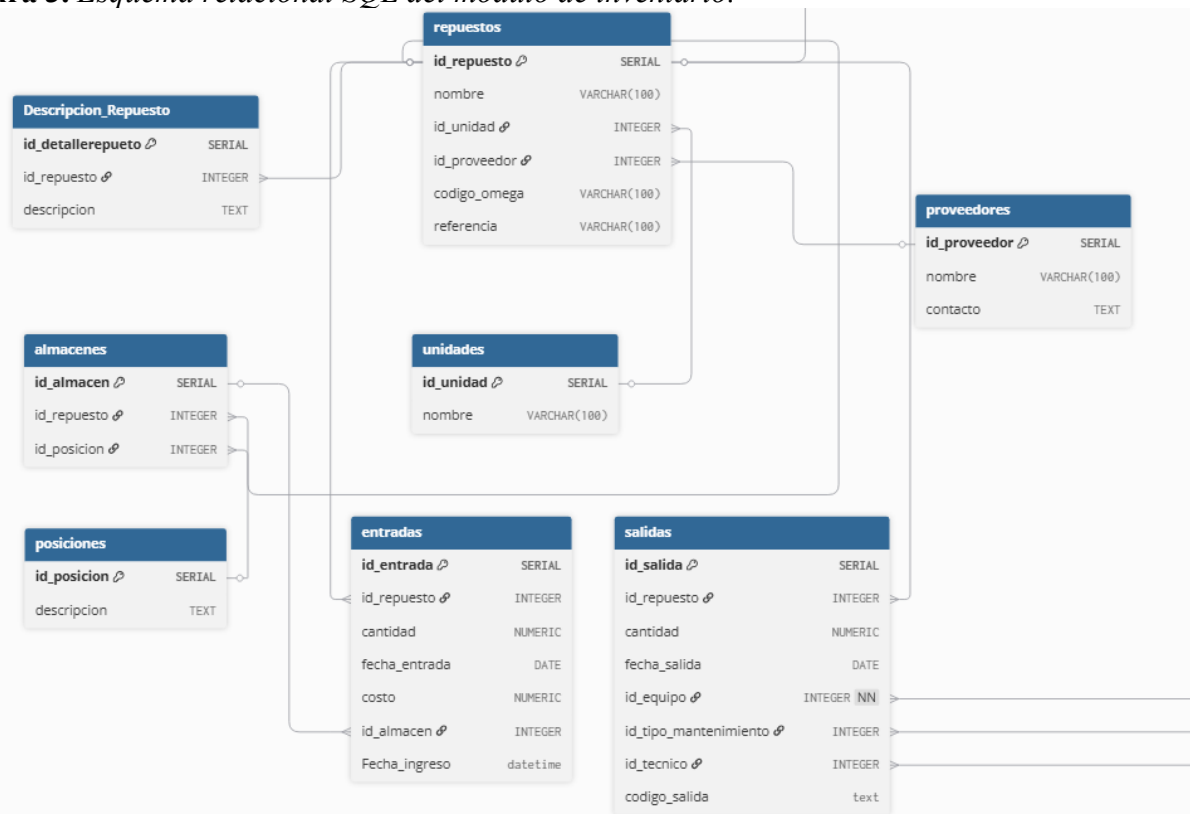 ra 3. Esquema relacional SQL del módulo de inventario.
repuestos
id_repuesto SERIAL
nombre VARCHAR(100)
id_unidad INTEGER
id_proveedor INTEGER
codigo_omega VARCHAR(100)
referencia VARCHAR(100)
Descripcion_Repuesto
id_detallerepueto SERIAL
id_repuesto INTEGER
descripcion TEXT
proveedores
id_proveedor SERIAL
nombre VARCHAR(100)
contacto TEXT
almacenes
id_almacen SERIAL
id_repuesto INTEGER
id_posicion INTEGER
unidades
id_unidad SERIAL
nombre VARCHAR(100)
posiciones
id_posicion SERIAL
descripcion TEXT
entradas
id_entrada SERIAL
id_repuesto INTEGER
cantidad NUMERIC
fecha_entrada DATE
costo NUMERIC
id_almacen INTEGER
Fecha_ingreso datetime
salidas
id_salida SERIAL
id_repuesto INTEGER
cantidad NUMERIC
fecha_salida DATE
id_equipo INTEGER NN
id_tipo_mantenimiento INTEGER
id_tecnico INTEGER
codigo_salida text